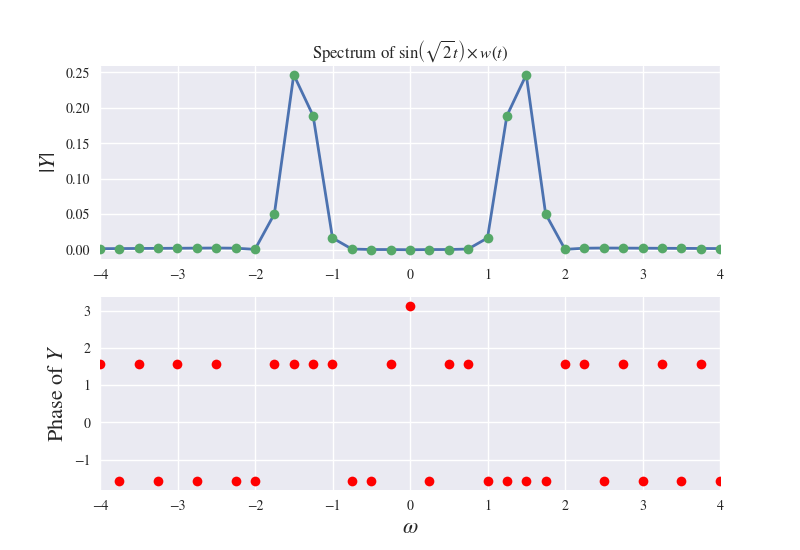 Spectrum of sin(√2t)×w(t)
0.25
0.20
0.15
0.10
0.05
0.00
|Y|
−4 −3 −2 −1 0 1 2 3 4
3
2
1
0
−1
Phase of Y
−4 −3 −2 −1 0 1 2 3 4
ω